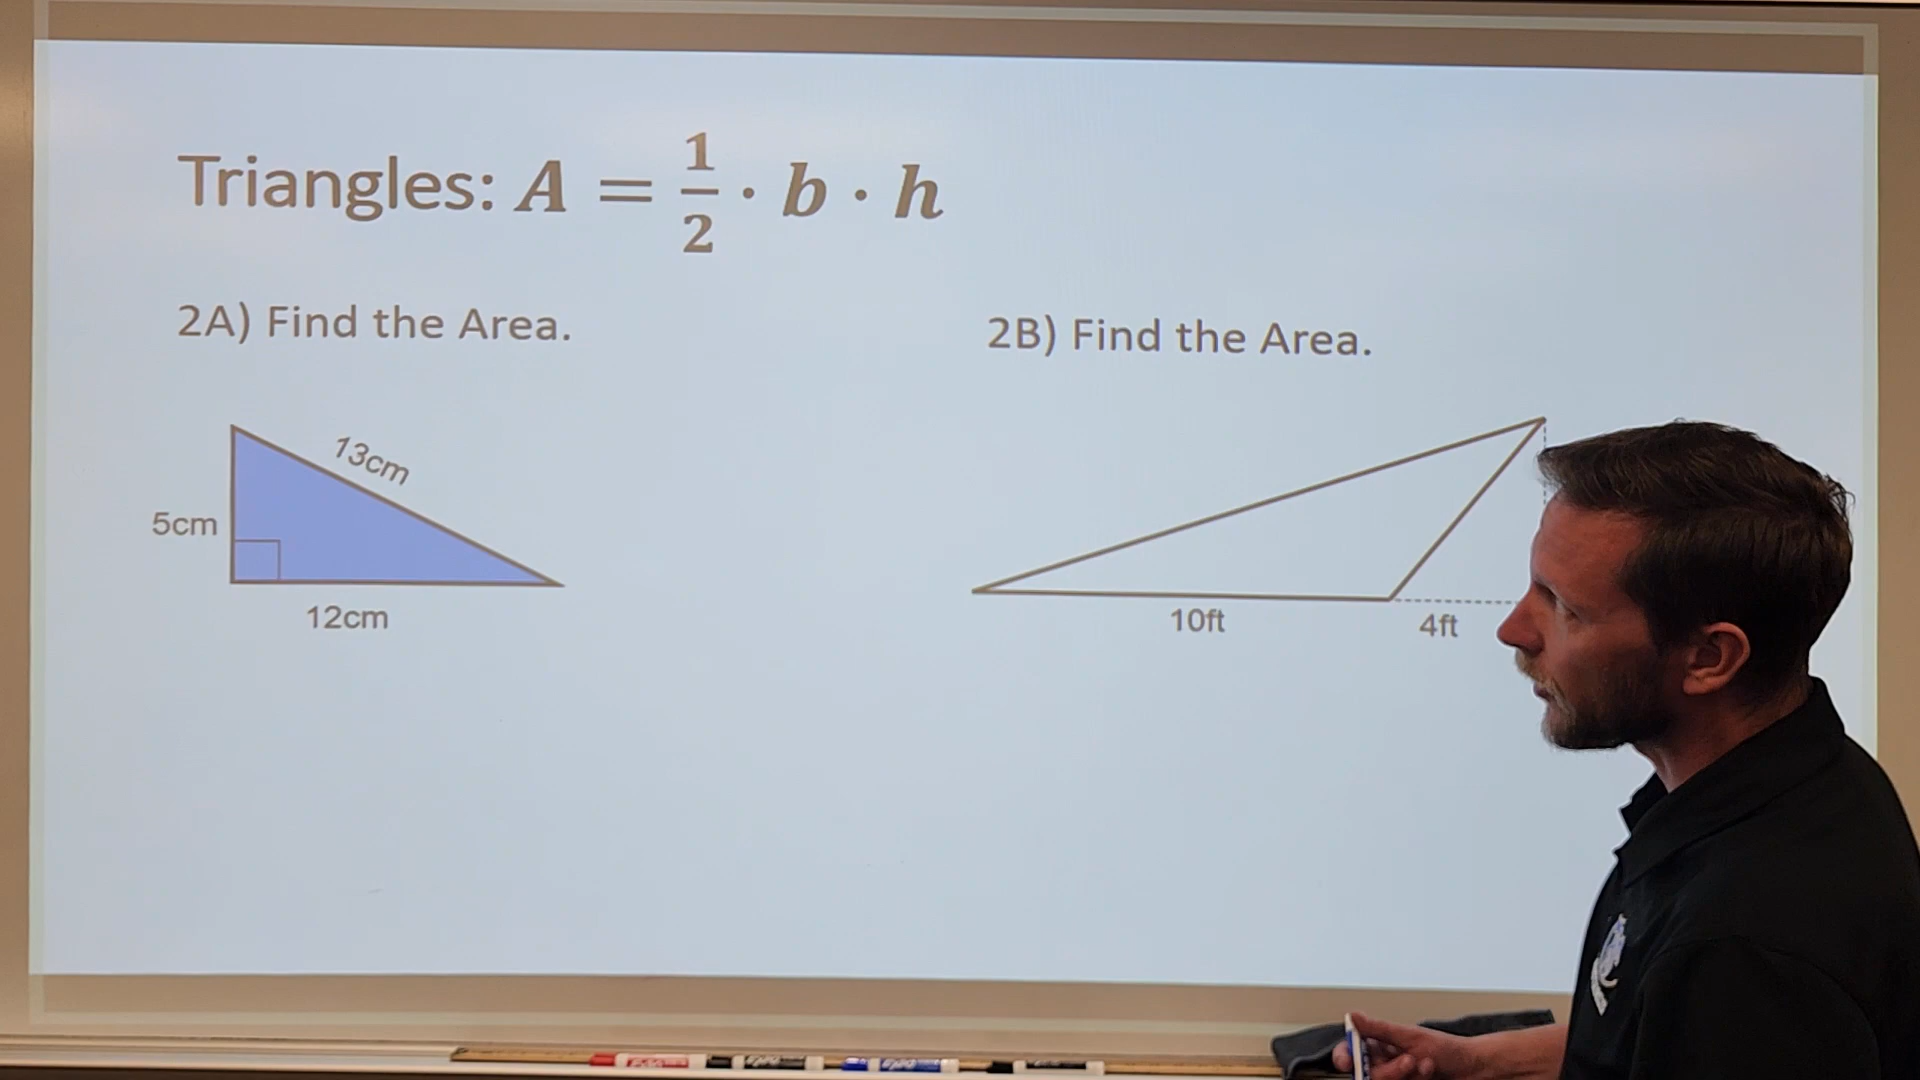 Triangles: A = 1/2 · b · h
2A) Find the Area.
2B) Find the Area.
13cm
5cm
12cm
10ft
4ft